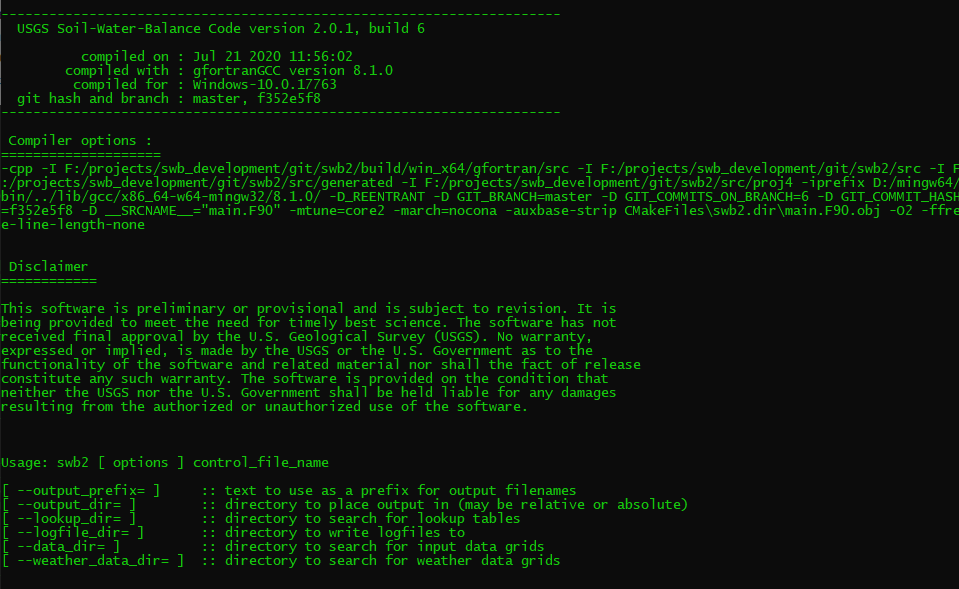 ----------------------------------------------------------------------
  USGS Soil-Water-Balance Code version 2.0.1, build 6

          compiled on : Jul 21 2020 11:56:02
        compiled with : gfortranGCC version 8.1.0
         compiled for : Windows-10.0.17763
  git hash and branch : master, f352e5f8
----------------------------------------------------------------------

 Compiler options :
====================
-cpp -I F:/projects/swb_development/git/swb2/build/win_x64/gfortran/src -I F:/projects/swb_development/git/swb2/src -I F
:/projects/swb_development/git/swb2/src/generated -I F:/projects/swb_development/git/swb2/src/proj4 -iprefix D:/mingw64/
bin/../lib/gcc/x86_64-w64-mingw32/8.1.0/ -D_REENTRANT -D GIT_BRANCH=master -D GIT_COMMITS_ON_BRANCH=6 -D GIT_COMMIT_HASH
=f352e5f8 -D __SRCNAME__="main.F90" -mtune=core2 -march=nocona -auxbase-strip CMakeFiles\swb2.dir\main.F90.obj -O2 -ffre
e-line-length-none


 Disclaimer
============

This software is preliminary or provisional and is subject to revision. It is
being provided to meet the need for timely best science. The software has not
received final approval by the U.S. Geological Survey (USGS). No warranty,
expressed or implied, is made by the USGS or the U.S. Government as to the
functionality of the software and related material nor shall the fact of release
constitute any such warranty. The software is provided on the condition that
neither the USGS nor the U.S. Government shall be held liable for any damages
resulting from the authorized or unauthorized use of the software.



Usage: swb2 [ options ] control_file_name

[ --output_prefix= ]     :: text to use as a prefix for output filenames
[ --output_dir= ]        :: directory to place output in (may be relative or absolute)
[ --lookup_dir= ]        :: directory to search for lookup tables
[ --logfile_dir= ]       :: directory to write logfiles to
[ --data_dir= ]          :: directory to search for input data grids
[ --weather_data_dir= ]  :: directory to search for weather data grids